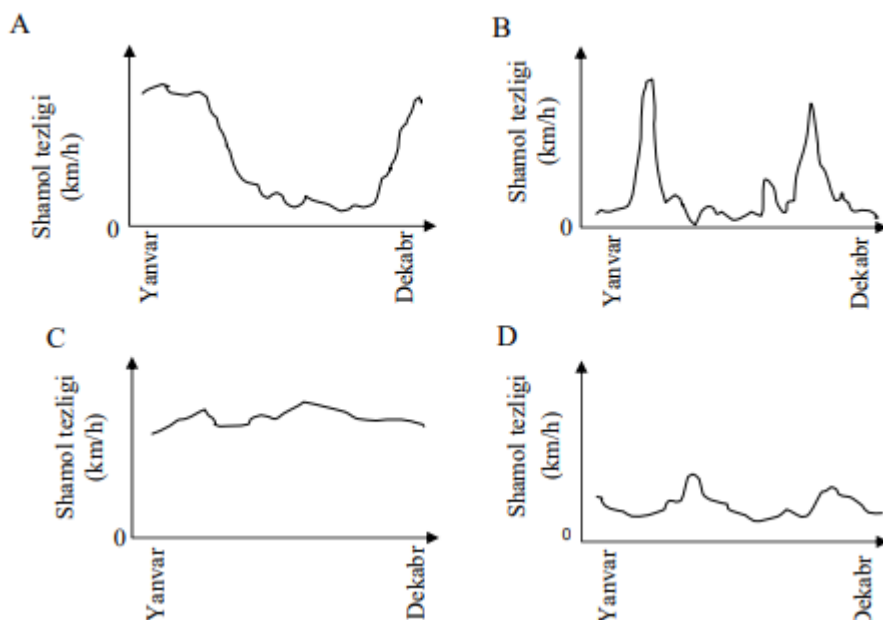 A
Shamol tezligi
(km/h)
0
Yanvar
Dekabr
B
Shamol tezligi
(km/h)
0
Yanvar
Dekabr
C
Shamol tezligi
(km/h)
0
Yanvar
Dekabr
D
Shamol tezligi
(km/h)
0
Yanvar
Dekabr